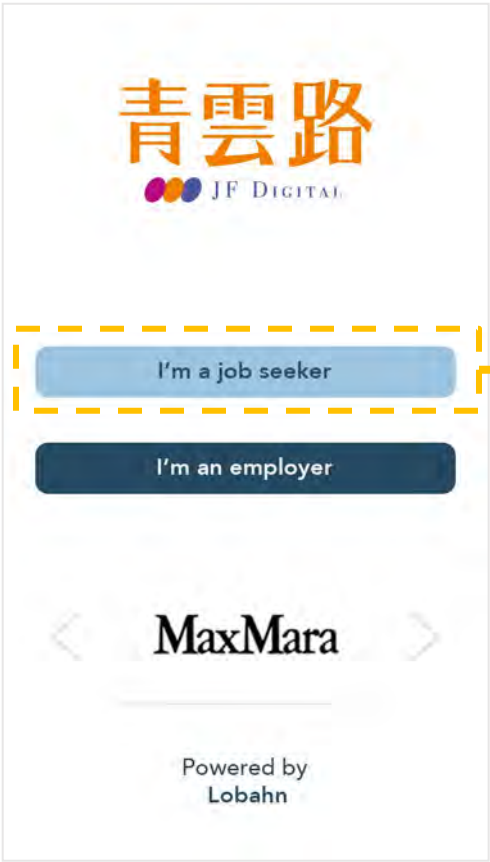 青雲路
JF DIGITAL
I'm a job seeker
I'm an employer
MaxMara
Powered by
Lobahn